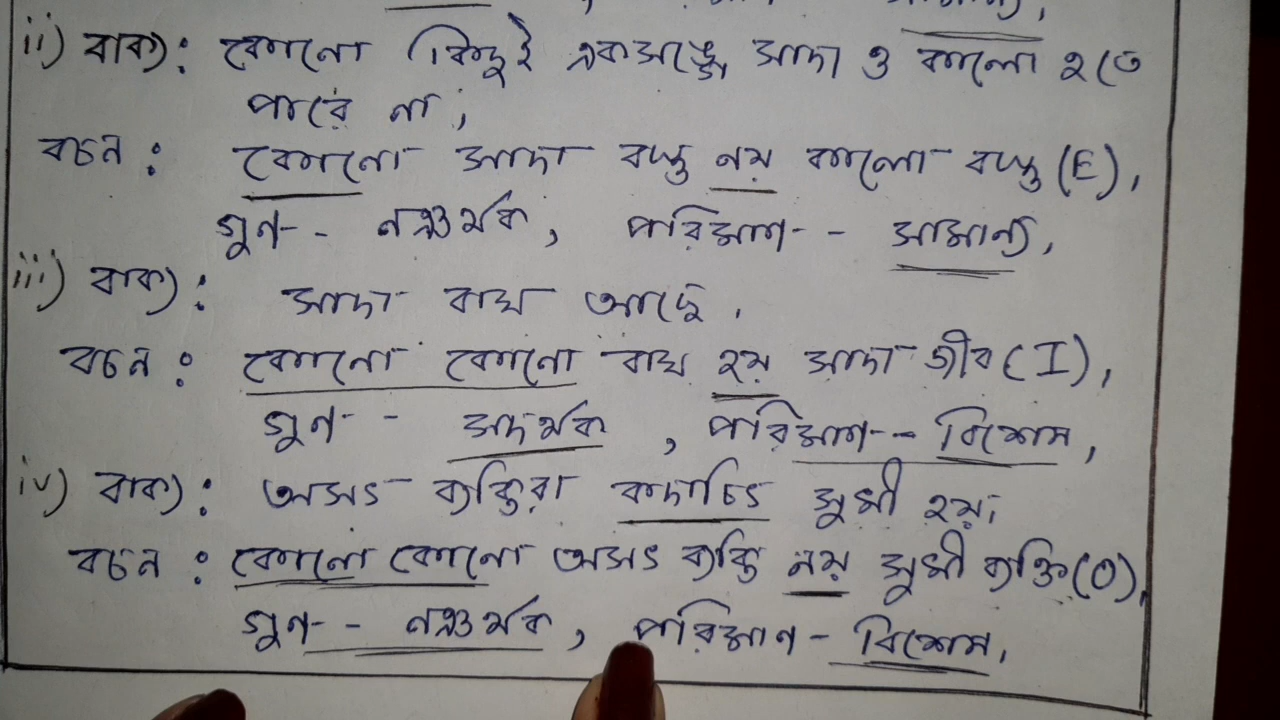 সামান্য,
ii) বাক্য: কোনো কিছুই একসঙ্গে সাদা ও কালো হতে
পারে না,
বচন: কোনো সাদা বস্তু নয় কালো বস্তু (E),
গুণ - নঞর্থক, পরিমাণ - সামান্য,
iii) বাক্য: সাদা বাঘ আছে.
বচন: কোনো কোনো বাঘ হয় সাদা জীব (I),
গুণ - সদর্থক, পরিমাণ - বিশেষ,
iv) বাক্য: অসৎ ব্যক্তিরা কদাচিৎ সুখী হয়।
বচন: কোনো কোনো অসৎ ব্যক্তি নয় সুখী ব্যক্তি (O),
গুণ - নঞর্থক, পরিমাণ - বিশেষ,